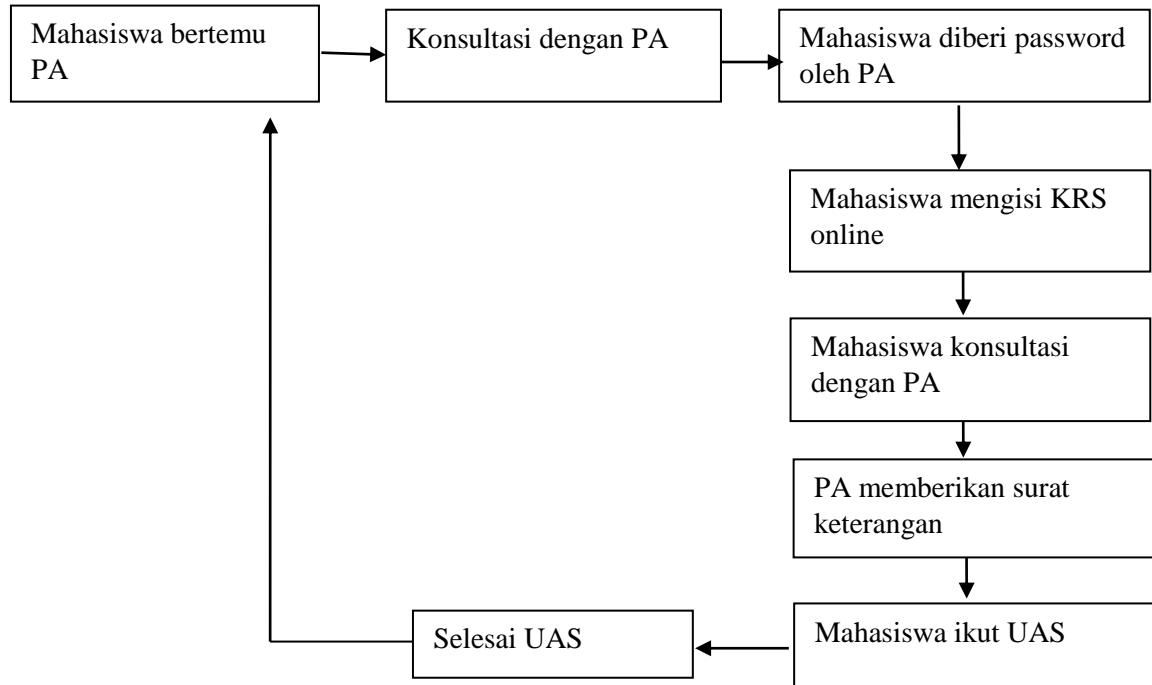 Mahasiswa bertemu
PA
Konsultasi dengan PA
Mahasiswa diberi password
oleh PA
Mahasiswa mengisi KRS
online
Mahasiswa konsultasi
dengan PA
PA memberikan surat
keterangan
Mahasiswa ikut UAS
Selesai UAS